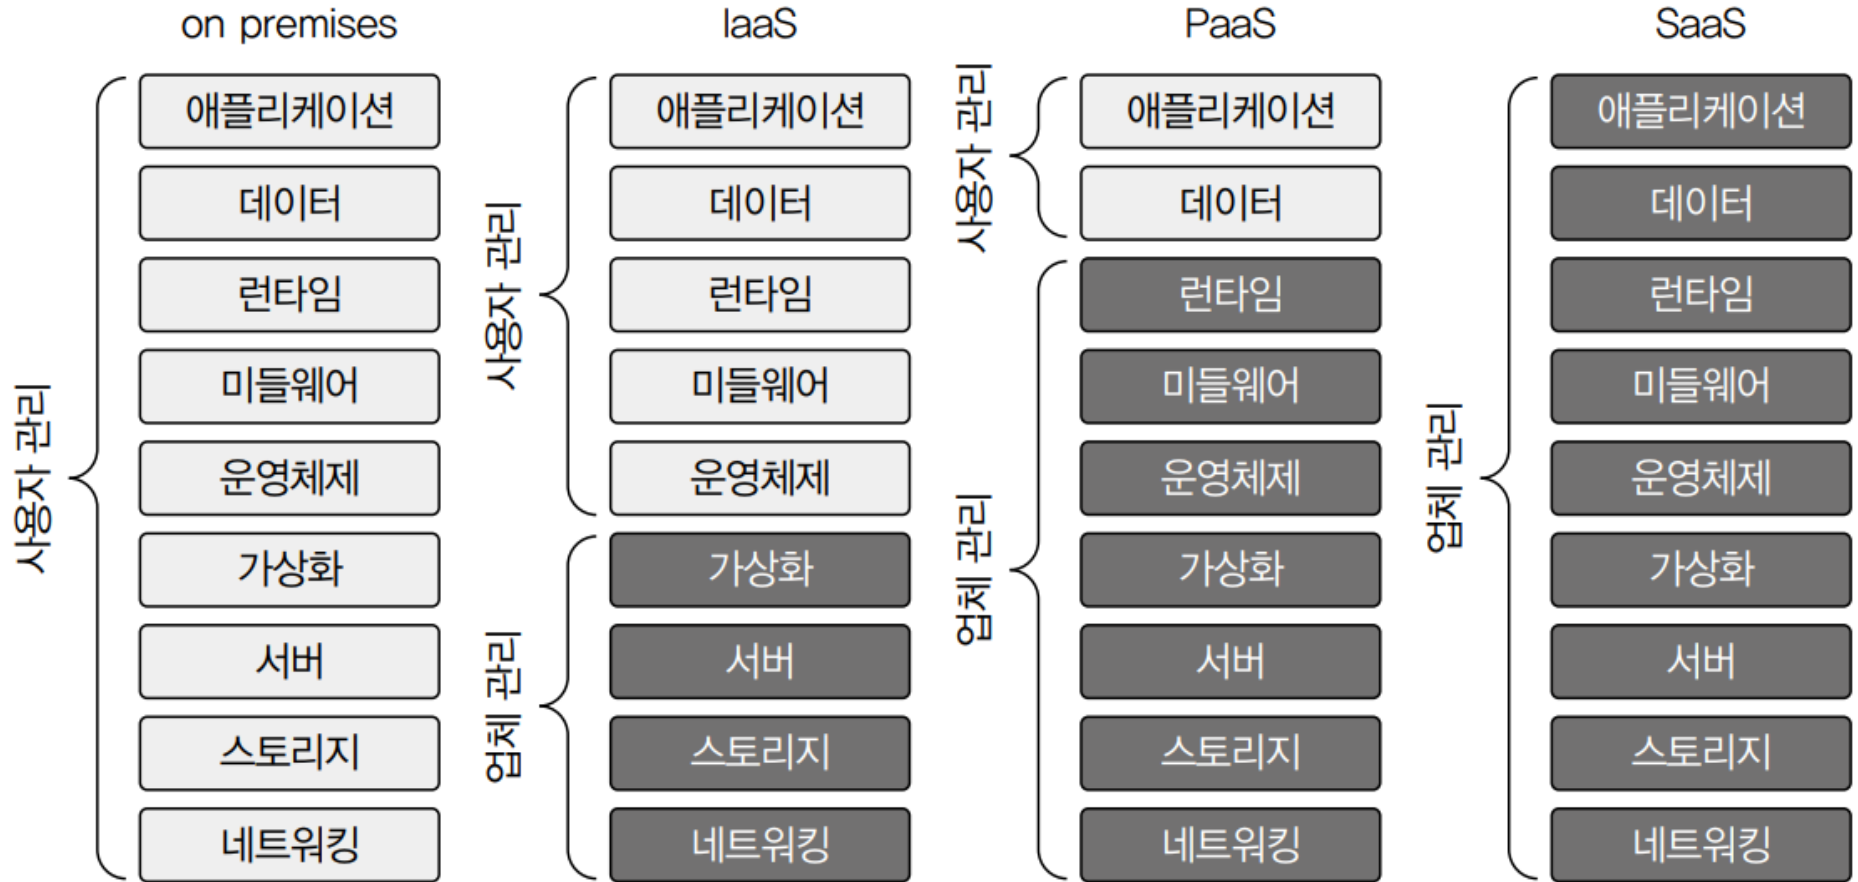 on premises
사용자 관리
애플리케이션
데이터
런타임
미들웨어
운영체제
가상화
서버
스토리지
네트워킹
IaaS
사용자 관리
애플리케이션
데이터
런타임
미들웨어
운영체제
업체 관리
가상화
서버
스토리지
네트워킹
PaaS
사용자 관리
애플리케이션
데이터
업체 관리
런타임
미들웨어
운영체제
가상화
서버
스토리지
네트워킹
SaaS
업체 관리
애플리케이션
데이터
런타임
미들웨어
운영체제
가상화
서버
스토리지
네트워킹